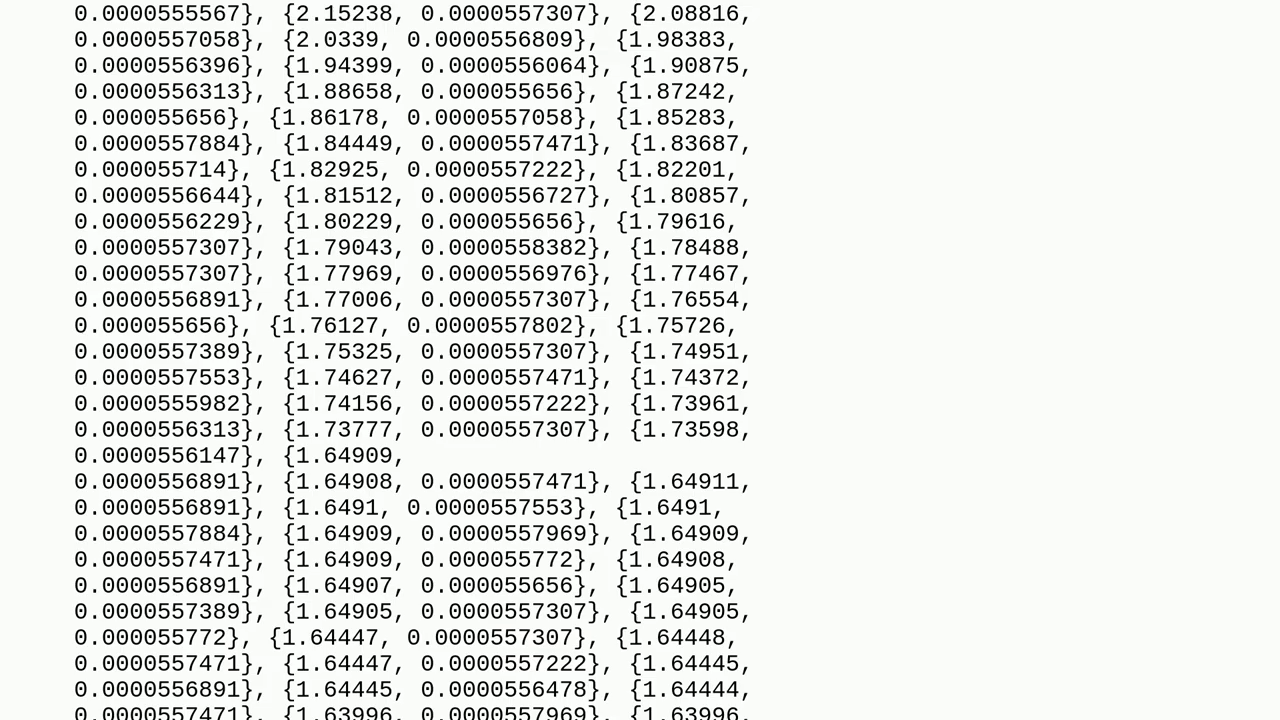 0.0000555567}, {2.15238, 0.0000557307}, {2.08816,
0.0000557058}, {2.0339, 0.0000556809}, {1.98383,
0.0000556396}, {1.94399, 0.0000556064}, {1.90875,
0.0000556313}, {1.88658, 0.000055656}, {1.87242,
0.000055656}, {1.86178, 0.0000557058}, {1.85283,
0.0000557884}, {1.84449, 0.0000557471}, {1.83687,
0.000055714}, {1.82925, 0.0000557222}, {1.82201,
0.0000556644}, {1.81512, 0.0000556727}, {1.80857,
0.0000556229}, {1.80229, 0.000055656}, {1.79616,
0.0000557307}, {1.79043, 0.0000558382}, {1.78488,
0.0000557307}, {1.77969, 0.0000556976}, {1.77467,
0.0000556891}, {1.77006, 0.0000557307}, {1.76554,
0.000055656}, {1.76127, 0.0000557802}, {1.75726,
0.0000557389}, {1.75325, 0.0000557307}, {1.74951,
0.0000557553}, {1.74627, 0.0000557471}, {1.74372,
0.0000555982}, {1.74156, 0.0000557222}, {1.73961,
0.0000556313}, {1.73777, 0.0000557307}, {1.73598,
0.0000556147}, {1.64909,
0.0000556891}, {1.64908, 0.0000557471}, {1.64911,
0.0000556891}, {1.6491, 0.0000557553}, {1.6491,
0.0000557884}, {1.64909, 0.0000557969}, {1.64909,
0.0000557471}, {1.64909, 0.000055772}, {1.64908,
0.0000556891}, {1.64907, 0.000055656}, {1.64905,
0.0000557389}, {1.64905, 0.0000557307}, {1.64905,
0.000055772}, {1.64447, 0.0000557307}, {1.64448,
0.0000557471}, {1.64447, 0.0000557222}, {1.64445,
0.0000556891}, {1.64445, 0.0000556478}, {1.64444,
0.0000557471}, {1.63996, 0.0000557969}, {1.63996,